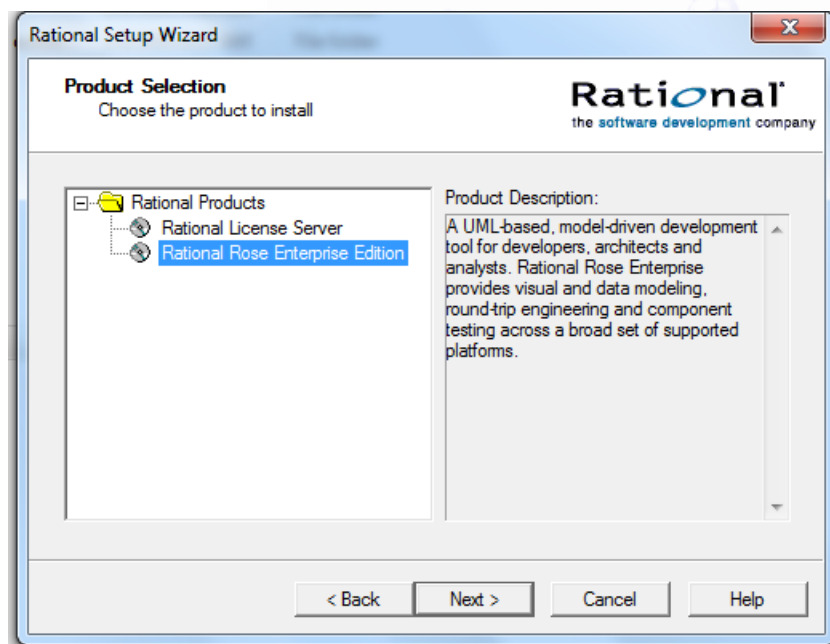 Rational Setup Wizard
Product Selection
Choose the product to install
Rational
the software development company
Rational Products
Rational License Server
Rational Rose Enterprise Edition
Product Description:
A UML-based, model-driven development
tool for developers, architects and
analysts. Rational Rose Enterprise
provides visual and data modeling,
round-trip engineering and component
testing across a broad set of supported
platforms.
< Back
Next >
Cancel
Help